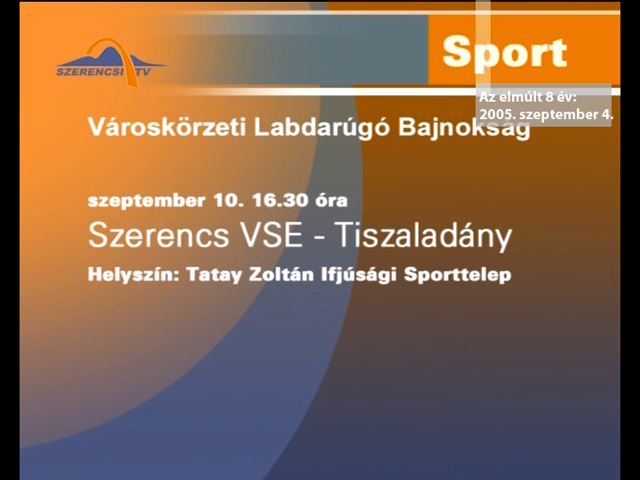 SZERENCSI TV
Sport
Az elmúlt 8 év:
2005. szeptember 4.
Városkörzeti Labdarúgó Bajnokság
szeptember 10. 16.30 óra
Szerencs VSE - Tiszaladány
Helyszín: Tatay Zoltán Ifjúsági Sporttelep